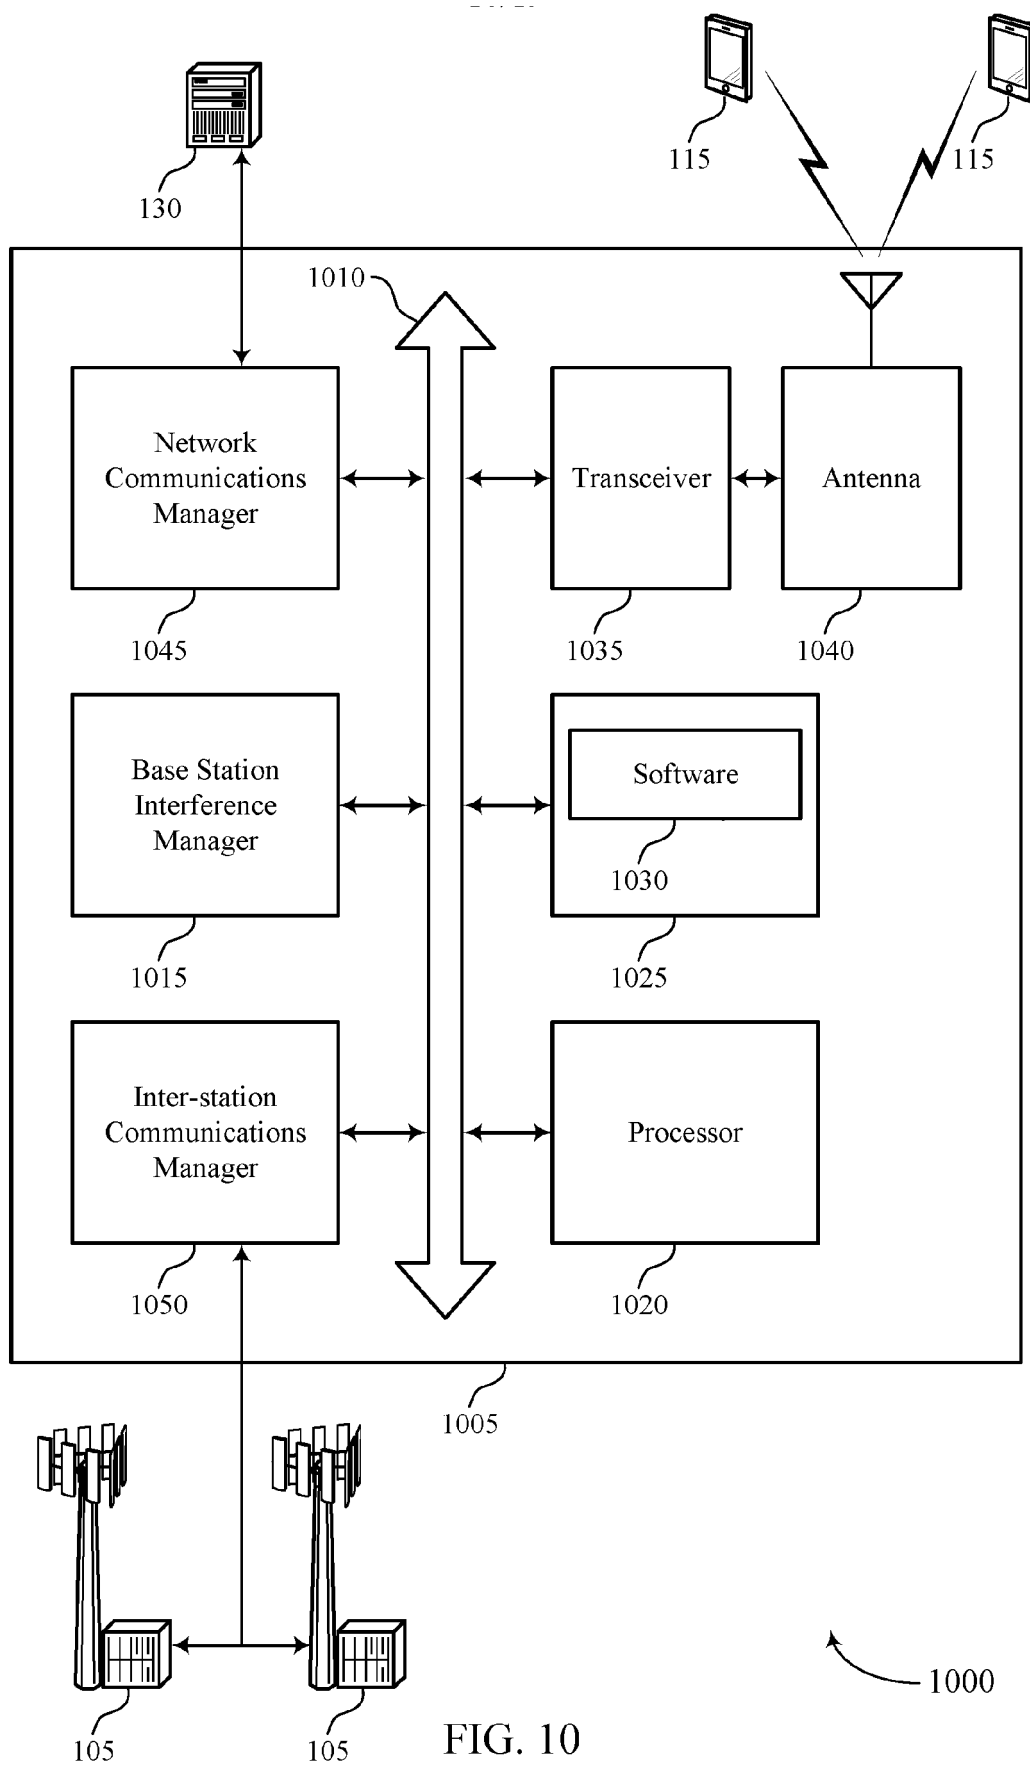 115
115
130
1010
Network
Communications
Manager
Transceiver
Antenna
1045
1035
1040
Base Station
Interference
Manager
Software
1030
1015
1025
Inter-station
Communications
Manager
Processor
1050
1020
1005
1000
105
105
FIG. 10